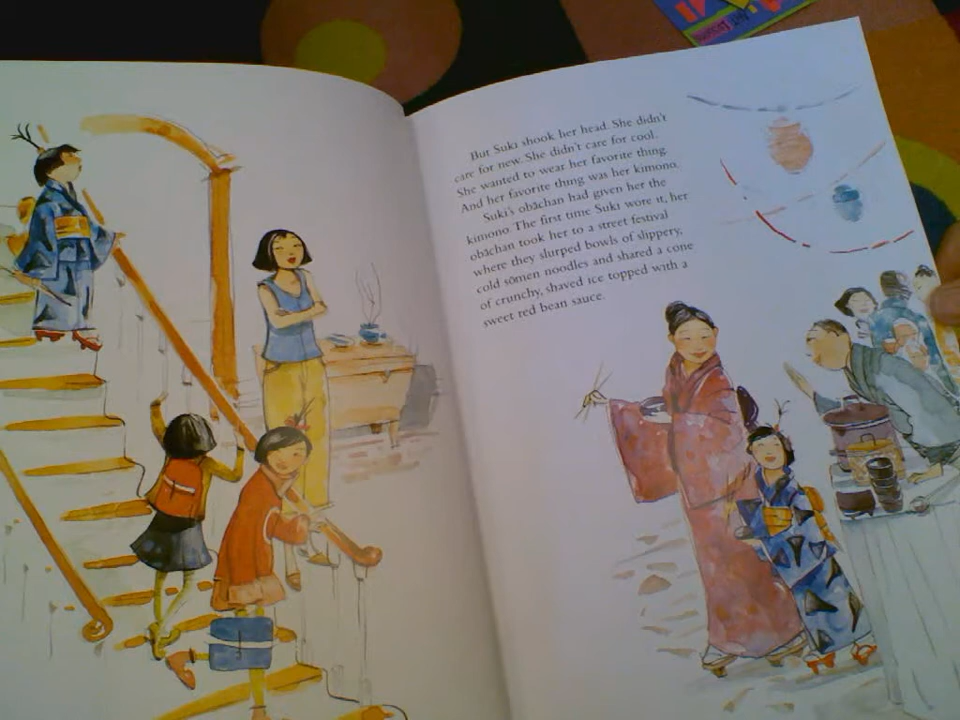 But Suki shook her head. She didn't
care for new. She didn't care for cool.
She wanted to wear her favorite thing.
And her favorite thing was her kimono.
Suki's obāchan had given her the
kimono. The first time Suki wore it, her
obāchan took her to a street festival
where they slurped bowls of slippery,
cold sōmen noodles and shared a cone
of crunchy, shaved ice topped with a
sweet red bean sauce.